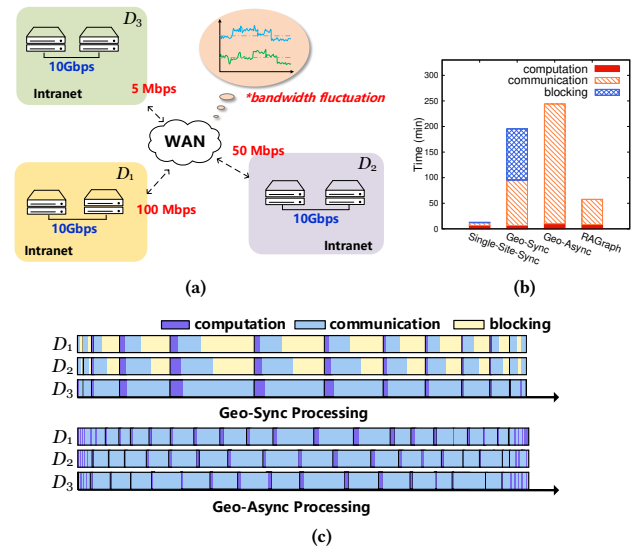 D3
10Gbps
Intranet
5 Mbps
*bandwidth fluctuation
WAN
50 Mbps
D1
10Gbps
Intranet
100 Mbps
D2
10Gbps
Intranet
(a)
computation
communication
blocking
Time (min)
300
250
200
150
100
50
0
Single-Site-Sync
Geo-Sync
Geo-Async
RAGraph
(b)
computation communication blocking
D1
D2
D3
Geo-Sync Processing
D1
D2
D3
Geo-Async Processing
(c)